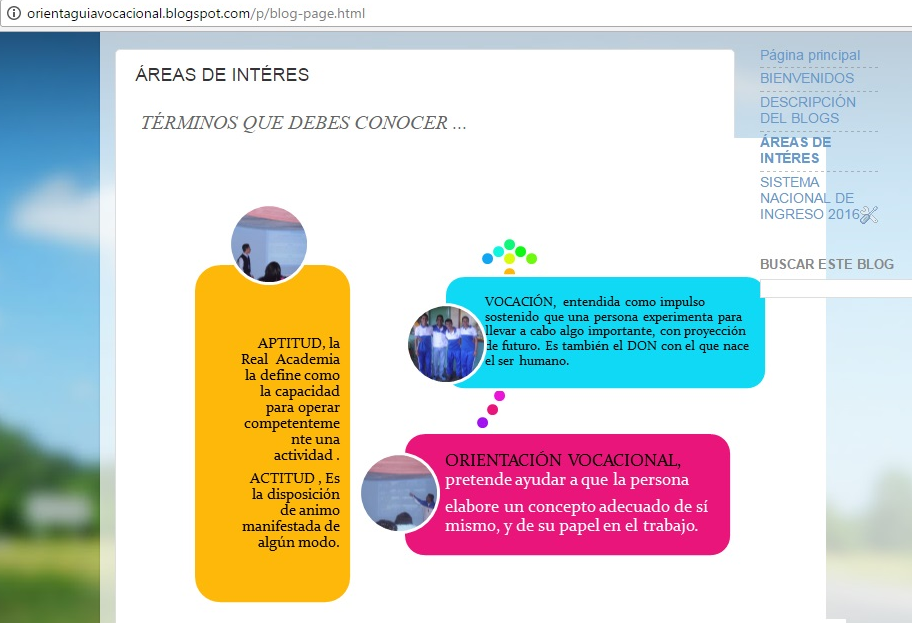 orientaguiavocacional.blogspot.com/p/blog-page.html
ÁREAS DE INTÉRES
TÉRMINOS QUE DEBES CONOCER ...
APTITUD, la
Real Academia
la define como
la capacidad
para operar
competenteme
nte una
actividad .
ACTITUD , Es
la disposición
de animo
manifestada de
algún modo.
VOCACIÓN, entendida como impulso
sostenido que una persona experimenta para
llevar a cabo algo importante, con proyección
de futuro. Es también el DON con el que nace
el ser humano.
ORIENTACIÓN VOCACIONAL,
pretende ayudar a que la persona
elabore un concepto adecuado de sí
mismo, y de su papel en el trabajo.
Página principal
BIENVENIDOS
DESCRIPCIÓN
DEL BLOGS
ÁREAS DE
INTÉRES
SISTEMA
NACIONAL DE
INGRESO 2016
BUSCAR ESTE BLOG